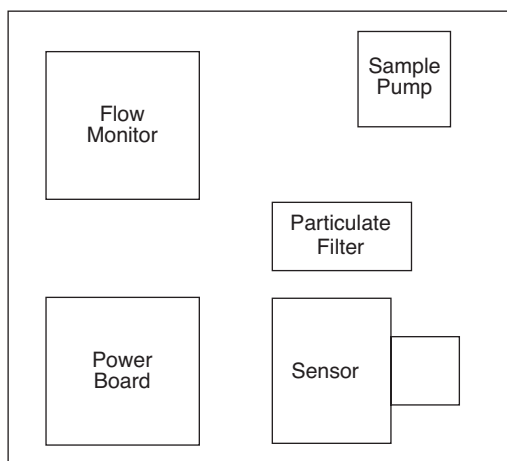 Sample
Pump
Flow
Monitor
Particulate
Filter
Power
Board
Sensor